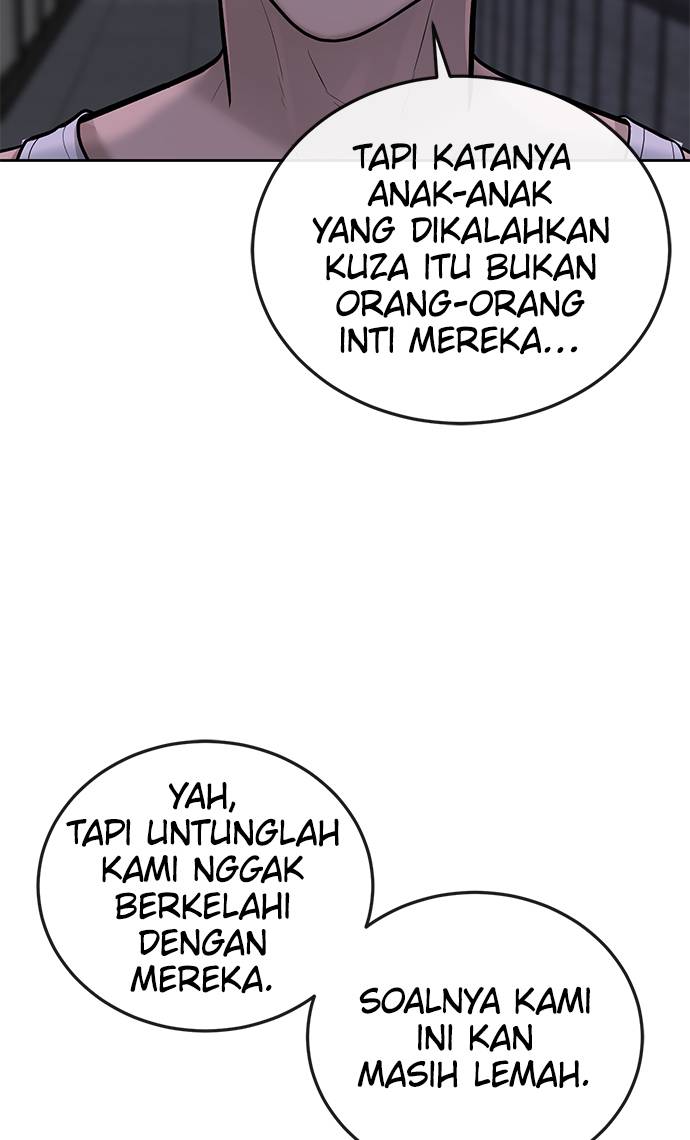 TAPI KATANYA
ANAK-ANAK
YANG DIKALAHKAN
KUZA ITU BUKAN
ORANG-ORANG
INTI MEREKA...
YAH,
TAPI UNTUNGLAH
KAMI NGGAK
BERKELAHI
DENGAN
MEREKA.
SOALNYA KAMI
INI KAN
MASIH LEMAH.